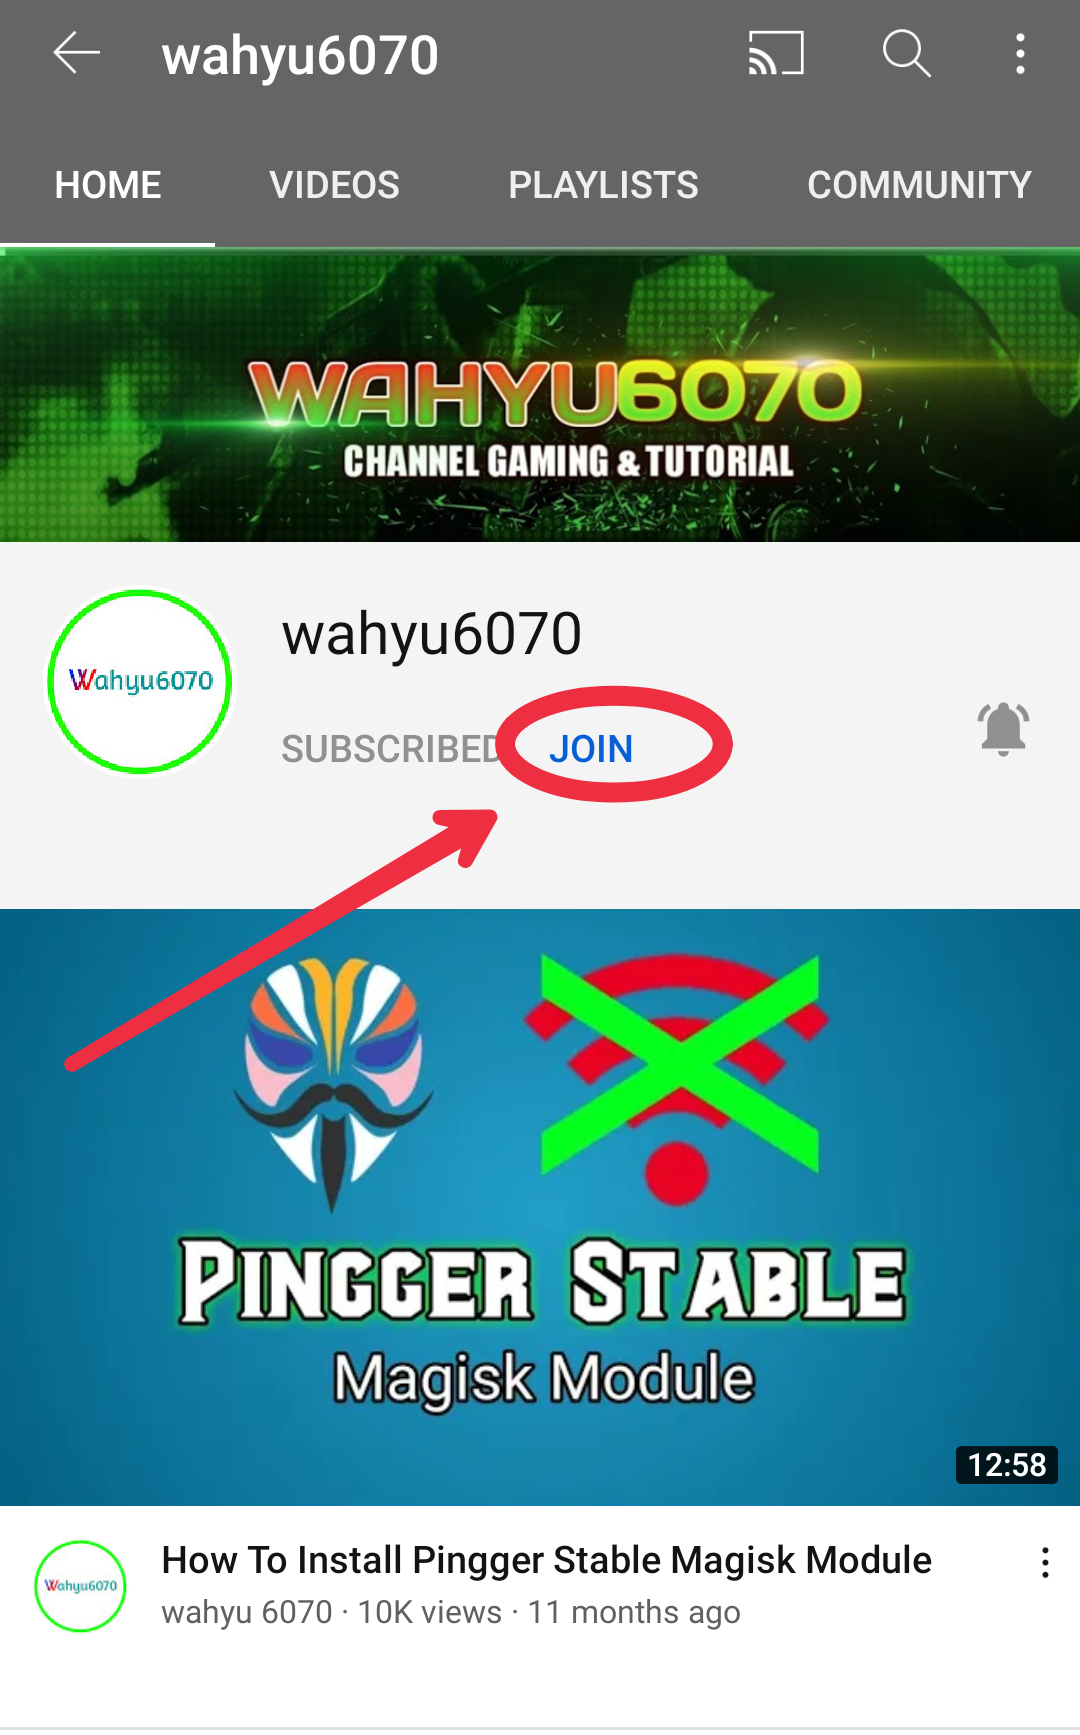 wahyu6070
HOME VIDEOS PLAYLISTS COMMUNITY
WAHYU6070
CHANNEL GAMING & TUTORIAL
Wahyu6070
wahyu6070
SUBSCRIBED JOIN
PINGGER STABLE
Magisk Module
12:58
Wahyu6070
How To Install Pingger Stable Magisk Module
wahyu 6070 · 10K views · 11 months ago